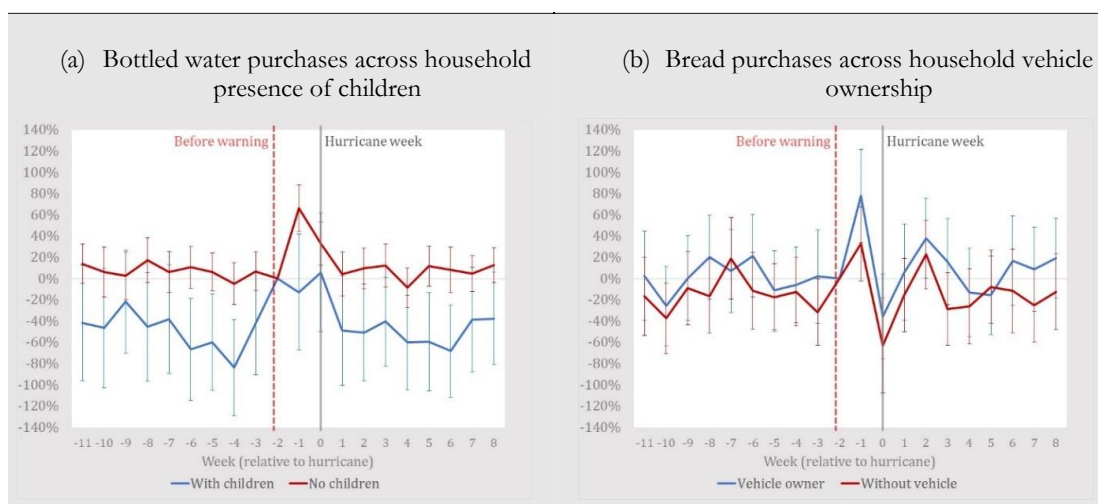 (a) Bottled water purchases across household
presence of children
140%
120%
100%
80%
60%
40%
20%
0%
-20%
-40%
-60%
-80%
-100%
-120%
-140%
Before warning
Hurricane week
-11 -10 -9 -8 -7 -6 -5 -4 -3 -2 -1 0 1 2 3 4 5 6 7 8
Week (relative to hurricane)
With children No children
(b) Bread purchases across household vehicle
ownership
140%
120%
100%
80%
60%
40%
20%
0%
-20%
-40%
-60%
-80%
-100%
-120%
-140%
Before warning
Hurricane week
-11 -10 -9 -8 -7 -6 -5 -4 -3 -2 -1 0 1 2 3 4 5 6 7 8
Week (relative to hurricane)
Vehicle owner Without vehicle